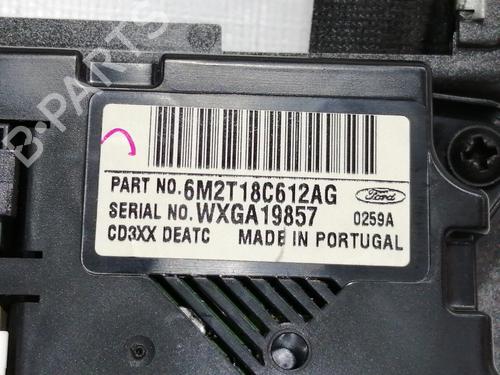 B-PARTS
PART NO. 6M2T18C612AG
Ford
SERIAL NO. WXGA19857
0259A
CD3XX DEATC MADE IN PORTUGAL